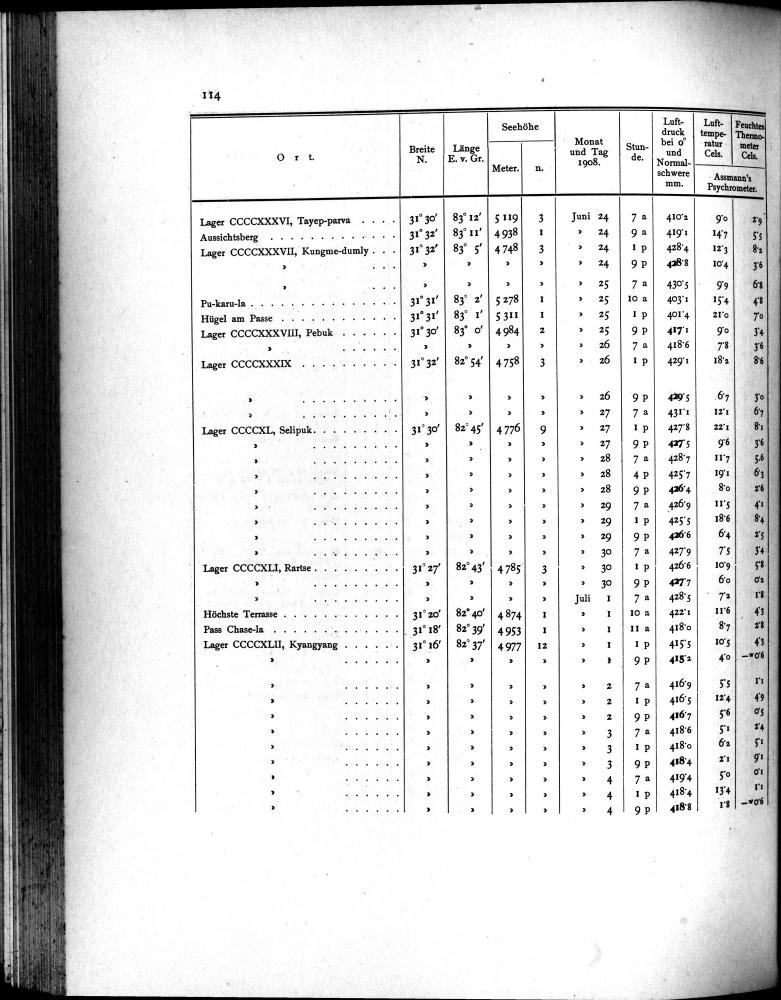 114
Ort. Breite N. Länge E. v. Gr. Seehöhe Meter. n. Monat und Tag 1908. Stun-de. Luft-druck bei 0° und Normal-schwere mm. Luft-tempe-ratur Cels. Feuchtes Thermo-meter Cels. Assmann's Psychrometer.
Lager CCCCXXXVI, Tayep-parva . . . . 31° 30′ 83° 12′ 5 119 3 Juni 24 7 a 410·2 9·0 2·9
Aussichtsberg . . . . . . . . . . . . 31° 32′ 83° 11′ 4 938 1 » 24 9 a 419·1 14·7 5·5
Lager CCCCXXXVII, Kungme-dumly . . . 31° 32′ 83° 5′ 4 748 3 » 24 1 p 428·4 12·3 8·2
» . . . » » » » » 24 9 p 428·8 10·4 3·6
» . . . » » » » » 25 7 a 430·5 9·9 6·8
Pu-karu-la . . . . . . . . . . . . . . 31° 31′ 83° 2′ 5 278 1 » 25 10 a 403·1 15·4 4·8
Hügel am Passe . . . . . . . . . . . 31° 31′ 83° 1′ 5 311 1 » 25 1 p 401·4 21·0 7·0
Lager CCCCXXXVIII, Pebuk . . . . . . 31° 30′ 83° 0′ 4 984 2 » 25 9 p 417·1 9·0 3·4
» . . . . . . » » » » » 26 7 a 418·6 7·8 3·6
Lager CCCCXXXIX . . . . . . . . . . 31° 32′ 82° 54′ 4 758 3 » 26 1 p 429·1 18·2 8·6
» . . . . . . » » » » » 26 9 p 429·5 6·7 3·0
» . . . . . . » » » » » 27 7 a 431·1 12·1 6·7
Lager CCCCXL, Selipuk. . . . . . . . . 31° 30′ 82° 45′ 4 776 9 » 27 1 p 427·8 22·1 8·1
» . . . . . . » » » » » 27 9 p 427·5 9·6 3·6
» . . . . . . » » » » » 28 7 a 428·7 11·7 5.6
» . . . . . . » » » » » 28 4 p 425·7 19·1 6·3
» . . . . . . » » » » » 28 9 p 426·4 8·0 2·6
» . . . . . . » » » » » 29 7 a 426·9 11·5 4·1
» . . . . . . » » » » » 29 1 p 425·5 18·6 8·4
» . . . . . . » » » » » 29 9 p 426·6 6·4 2·5
» . . . . . . » » » » » 30 7 a 427·9 7·5 3·4
Lager CCCCXLI, Rartse . . . . . . . . . 31° 27′ 82° 43′ 4 785 3 » 30 1 p 426·6 10·9 5·8
» . . . . . . » » » » » 30 9 p 427·7 6·0 0·2
» . . . . . . » » » » Juli 1 7 a 428·5 7·2 1·8
Höchste Terrasse . . . . . . . . . . . 31° 20′ 82° 40′ 4 874 1 » 1 10 a 422·1 11·6 4·3
Pass Chase-la . . . . . . . . . . . . 31° 18′ 82° 39′ 4 953 1 » 1 11 a 418·0 8·7 2·8
Lager CCCCXLII, Kyangyang . . . . . . 31° 16′ 82° 37′ 4 977 12 » 1 1 p 415·5 10·5 4·3
» . . . . . . » » » » » 1 9 p 415·2 4·0 —w0·6
» . . . . . . » » » » » 2 7 a 416·9 5·5 1·1
» . . . . . . » » » » » 2 1 p 416·5 12·4 4·9
» . . . . . . » » » » » 2 9 p 416·7 5·6 0·5
» . . . . . . » » » » » 3 7 a 418·6 5·1 2·4
» . . . . . . » » » » » 3 1 p 418·0 6·2 5·1
» . . . . . . » » » » » 3 9 p 418·4 2·1 9·1
» . . . . . . » » » » » 4 7 a 419·4 5·0 0·1
» . . . . . . » » » » » 4 1 p 418·4 13·4 1·1
» . . . . . . » » » » » 4 9 p 418·8 1·8 —w0·6